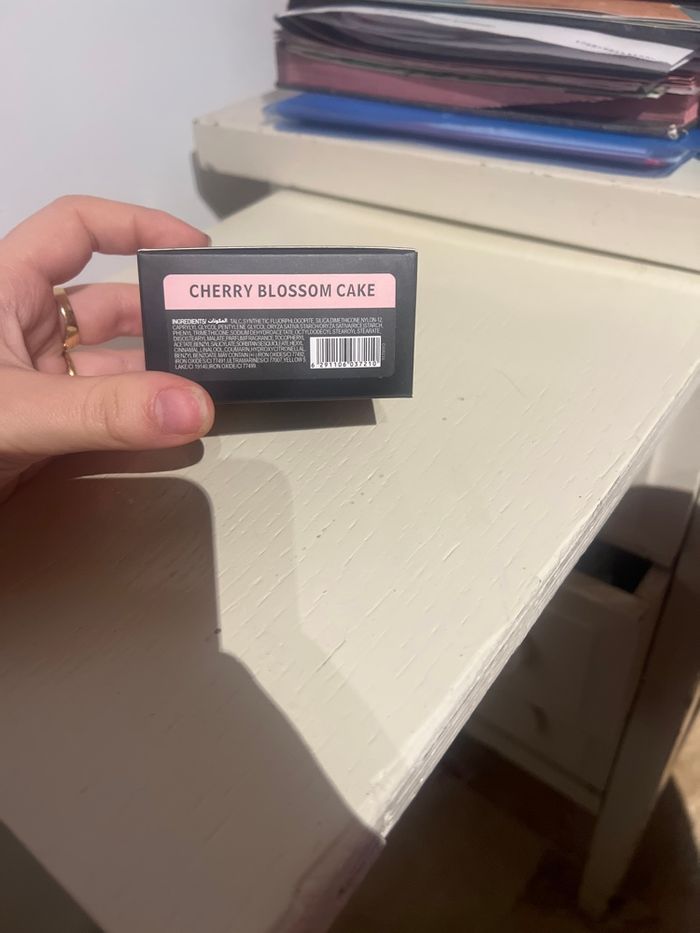 CHERRY BLOSSOM CAKE
INGREDIENTS/ المكونات: TALC,SYNTHETIC FLUORPHLOGOPITE, SILICA,DIMETHICONE,NYLON-12
CAPRYLYL GLYCOL,PENTYLENE GLYCOL,ORYZA SATIVA STARCH/ORYZA SATIVA(RICE)STARCH,
PHENYL TRIMETHICONE,SODIUM DEHYDROACETATE,OCTYLDODECYL STEAROYL STEARATE,
DIISOSTEARYL MALATE,PARFUM/FRAGRANCE, TOCOPHERYL
ACETATE,BENZYL SALICYLATE,SORBITAN SESQUIOLEATE,HEXYL
CINNAMAL,LINALOOL,COUMARIN,HYDROXYCITRONELLAL,
BENZYL BENZOATE MAY CONTAIN (+/-):IRON OXIDES/CI 77492,
IRON OXIDES/CI 77491,ULTRAMARINES/CI 77007,YELLOW 5
LAKE/CI 19140,IRON OXIDE/CI 77499.
6 291106 037210